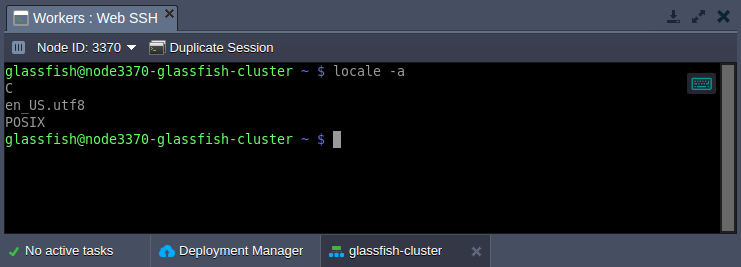 Workers : Web SSH
Node ID: 3370 Duplicate Session
glassfish@node3370-glassfish-cluster ~ $ locale -a
C
en_US.utf8
POSIX
glassfish@node3370-glassfish-cluster ~ $
No active tasks Deployment Manager glassfish-cluster